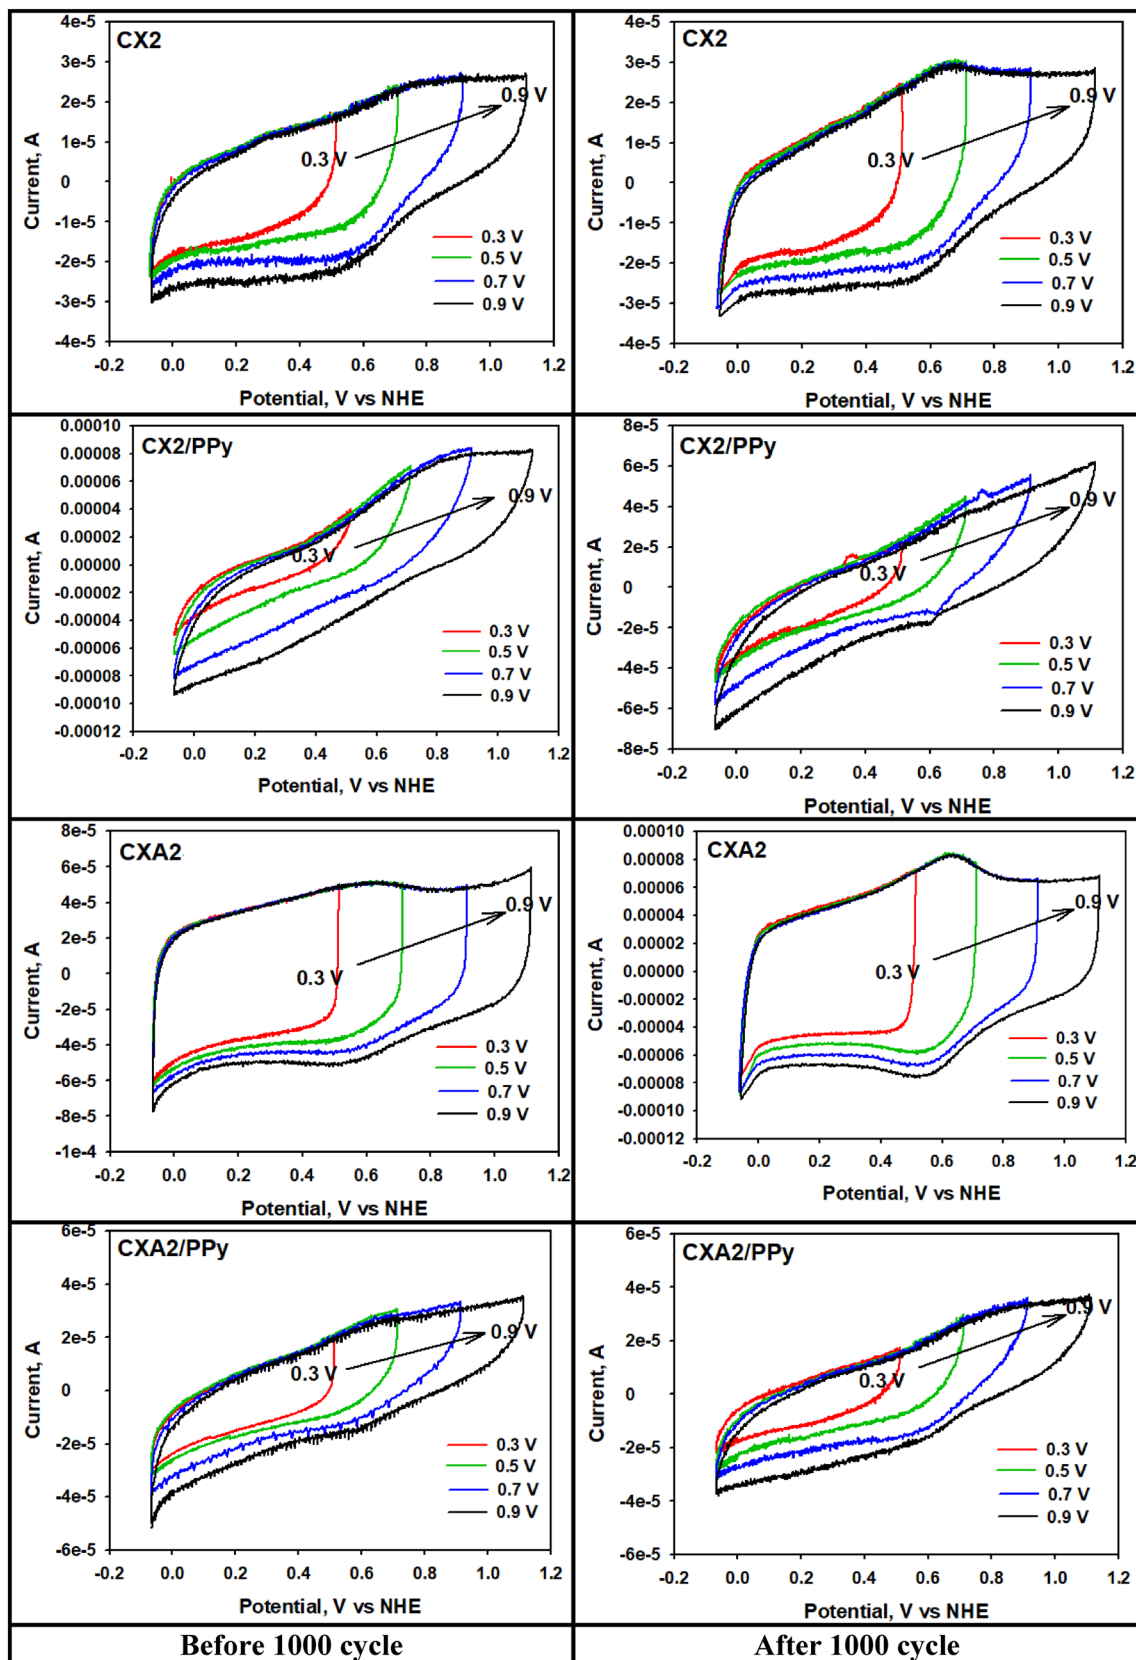 CX2
4e-5
3e-5
2e-5
1e-5
0
-1e-5
-2e-5
-3e-5
-4e-5
Current, A
0.9 V
0.3 V
0.3 V
0.5 V
0.7 V
0.9 V
-0.2 0.0 0.2 0.4 0.6 0.8 1.0 1.2
Potential, V vs NHE
CX2
4e-5
3e-5
2e-5
1e-5
0
-1e-5
-2e-5
-3e-5
-4e-5
Current, A
0.9 V
0.3 V
0.3 V
0.5 V
0.7 V
0.9 V
-0.2 0.0 0.2 0.4 0.6 0.8 1.0 1.2
Potential, V vs NHE
CX2/PPy
0.00010
0.00008
0.00006
0.00004
0.00002
0.00000
-0.00002
-0.00004
-0.00006
-0.00008
-0.00010
-0.00012
Current, A
0.9 V
0.3 V
0.3 V
0.5 V
0.7 V
0.9 V
-0.2 0.0 0.2 0.4 0.6 0.8 1.0 1.2
Potential, V vs NHE
CX2/PPy
8e-5
6e-5
4e-5
2e-5
0
-2e-5
-4e-5
-6e-5
-8e-5
Current, A
0.9 V
0.3 V
0.3 V
0.5 V
0.7 V
0.9 V
-0.2 0.0 0.2 0.4 0.6 0.8 1.0 1.2
Potential, V vs NHE
CXA2
8e-5
6e-5
4e-5
2e-5
0
-2e-5
-4e-5
-6e-5
-8e-5
-1e-4
Current, A
0.9 V
0.3 V
0.3 V
0.5 V
0.7 V
0.9 V
-0.2 0.0 0.2 0.4 0.6 0.8 1.0 1.2
Potential, V vs NHE
CXA2
0.00010
0.00008
0.00006
0.00004
0.00002
0.00000
-0.00002
-0.00004
-0.00006
-0.00008
-0.00010
-0.00012
Current, A
0.9 V
0.3 V
0.3 V
0.5 V
0.7 V
0.9 V
-0.2 0.0 0.2 0.4 0.6 0.8 1.0 1.2
Potential, V vs NHE
CXA2/PPy
6e-5
4e-5
2e-5
0
-2e-5
-4e-5
-6e-5
Current, A
0.9 V
0.3 V
0.3 V
0.5 V
0.7 V
0.9 V
-0.2 0.0 0.2 0.4 0.6 0.8 1.0 1.2
Potential, V vs NHE
CXA2/PPy
6e-5
4e-5
2e-5
0
-2e-5
-4e-5
-6e-5
Current, A
0.9 V
0.3 V
0.3 V
0.5 V
0.7 V
0.9 V
-0.2 0.0 0.2 0.4 0.6 0.8 1.0 1.2
Potential, V vs NHE
Before 1000 cycle
After 1000 cycle